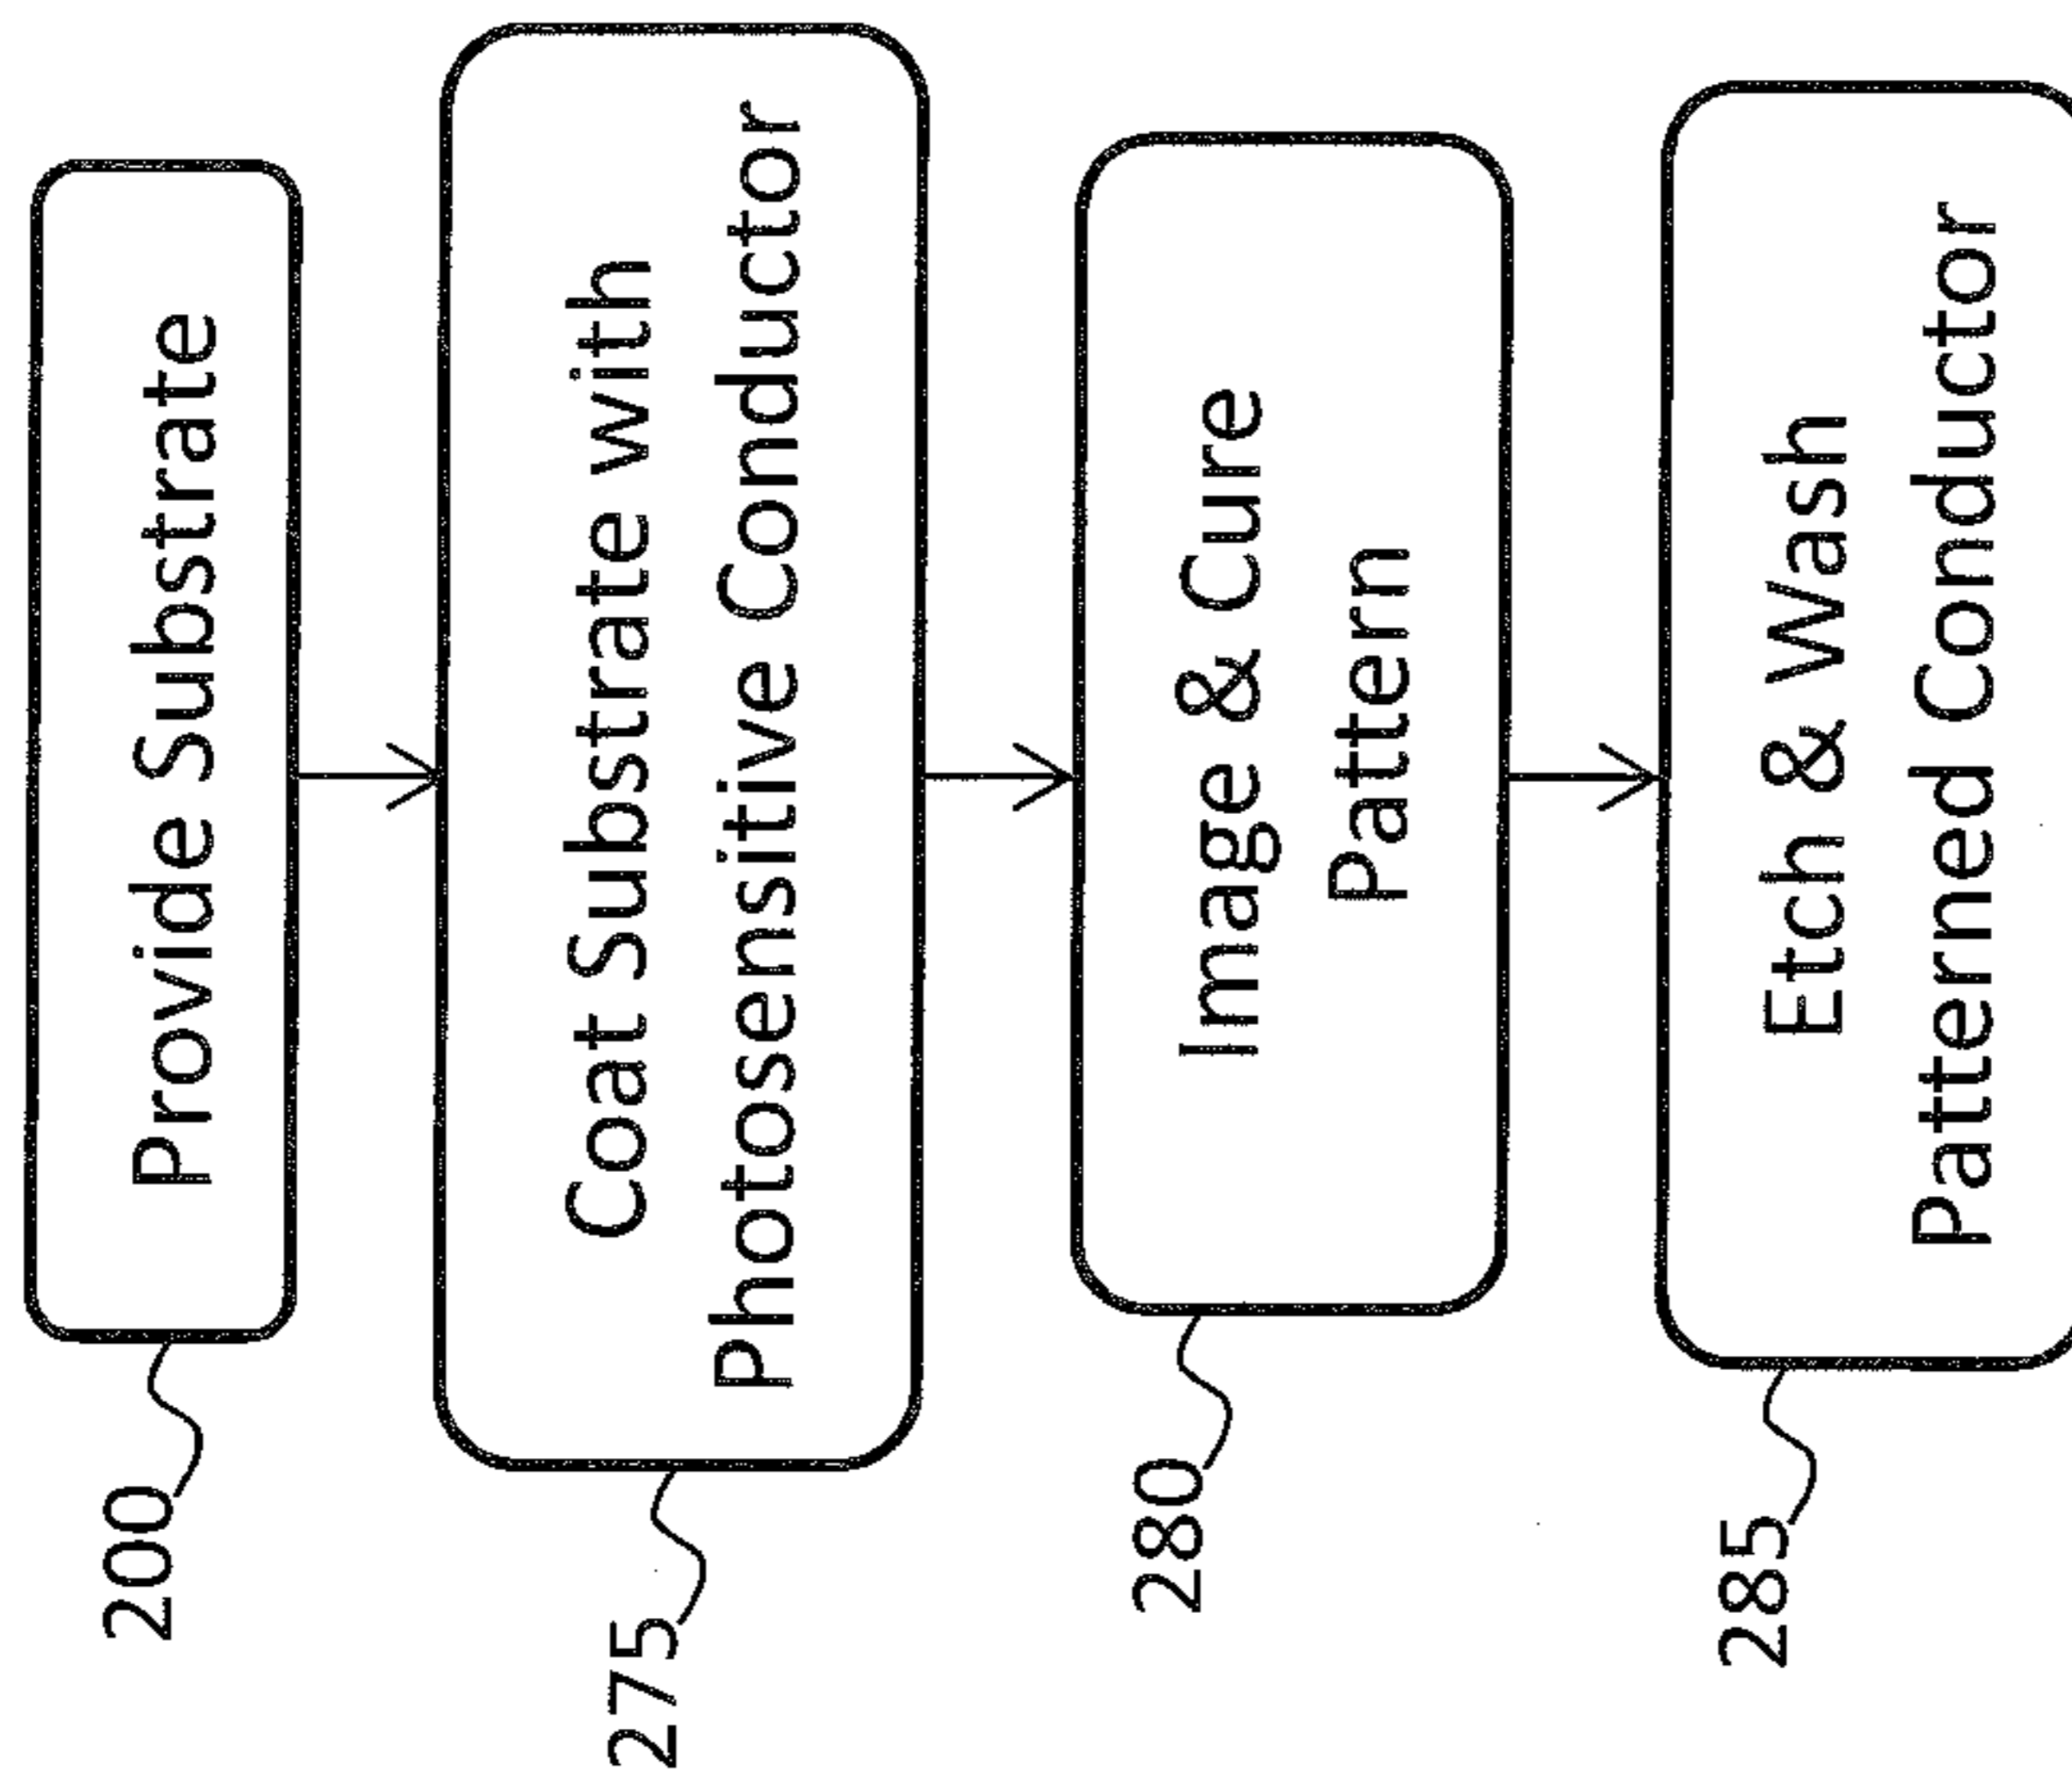 200
Provide Substrate
275
Coat Substrate with
Photosensitive Conductor
280
Image & Cure
Pattern
285
Etch & Wash
Patterned Conductor